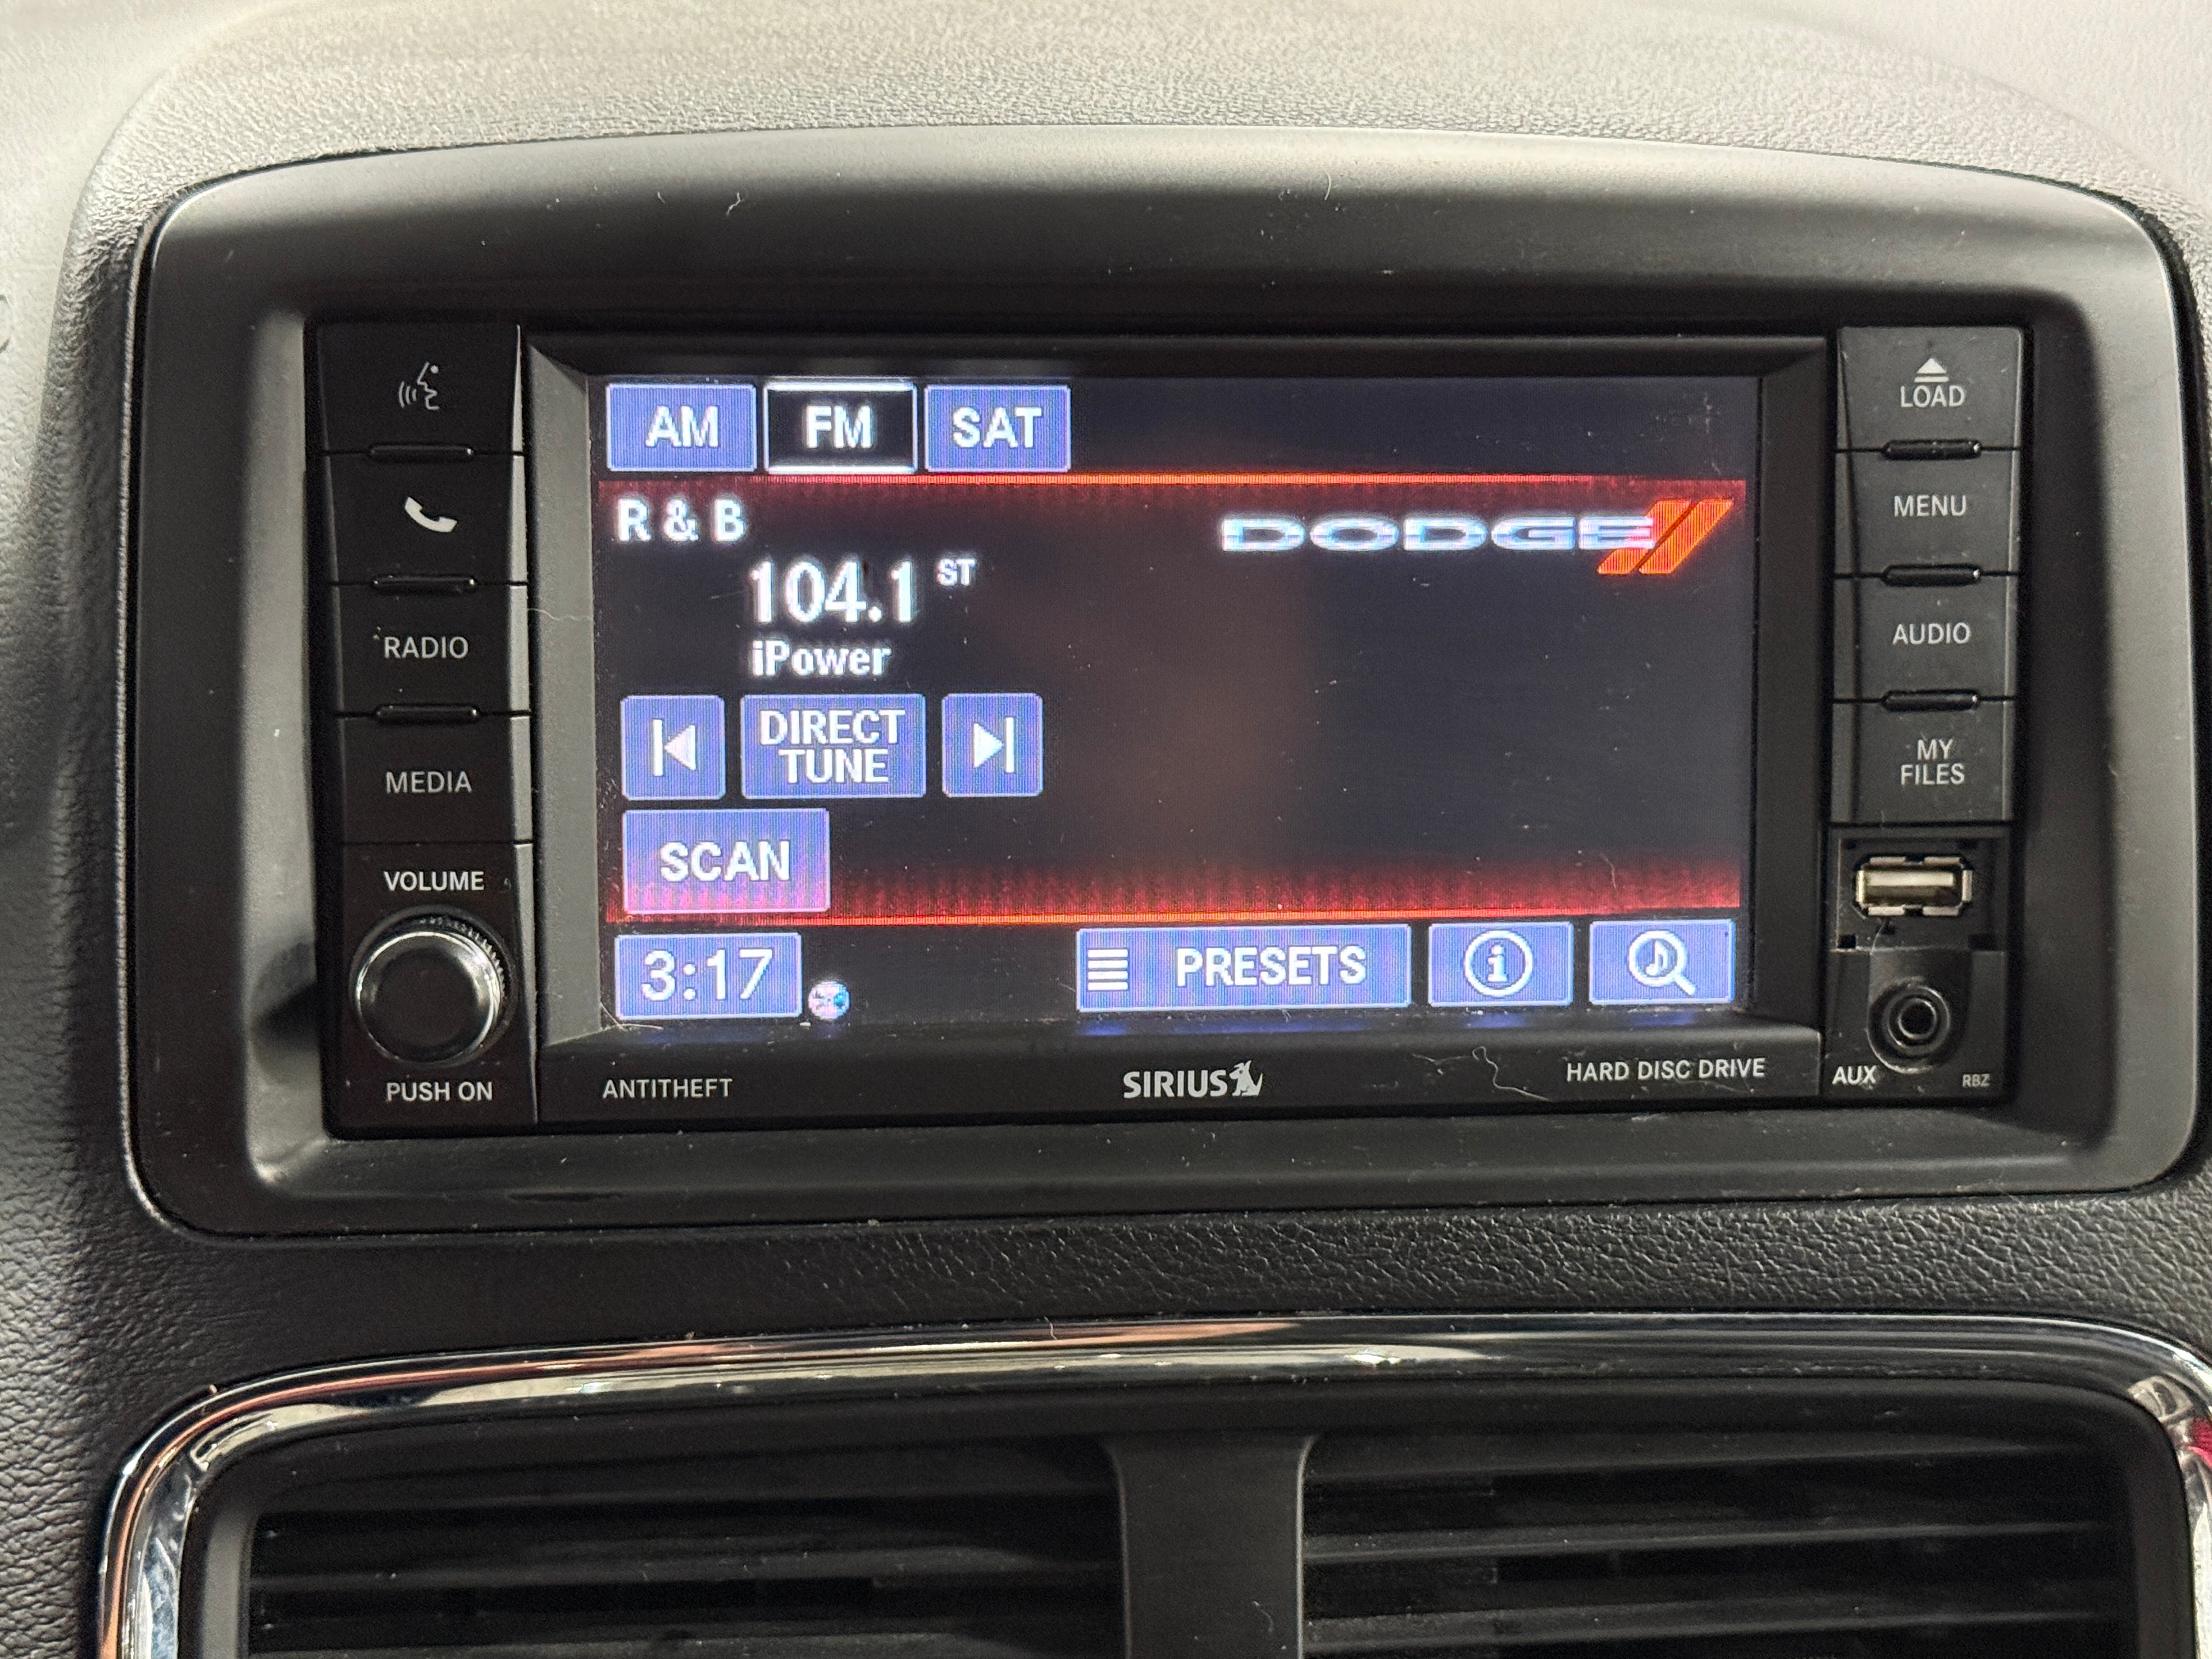 LOAD
MENU
AUDIO
MY
FILES
RADIO
MEDIA
VOLUME
PUSH ON
AM FM SAT
R & B
DODGE
104.1 ST
iPower
DIRECT
TUNE
SCAN
3:17
PRESETS
i
ANTITHEFT
SIRIUS
HARD DISC DRIVE
AUX
RBZ